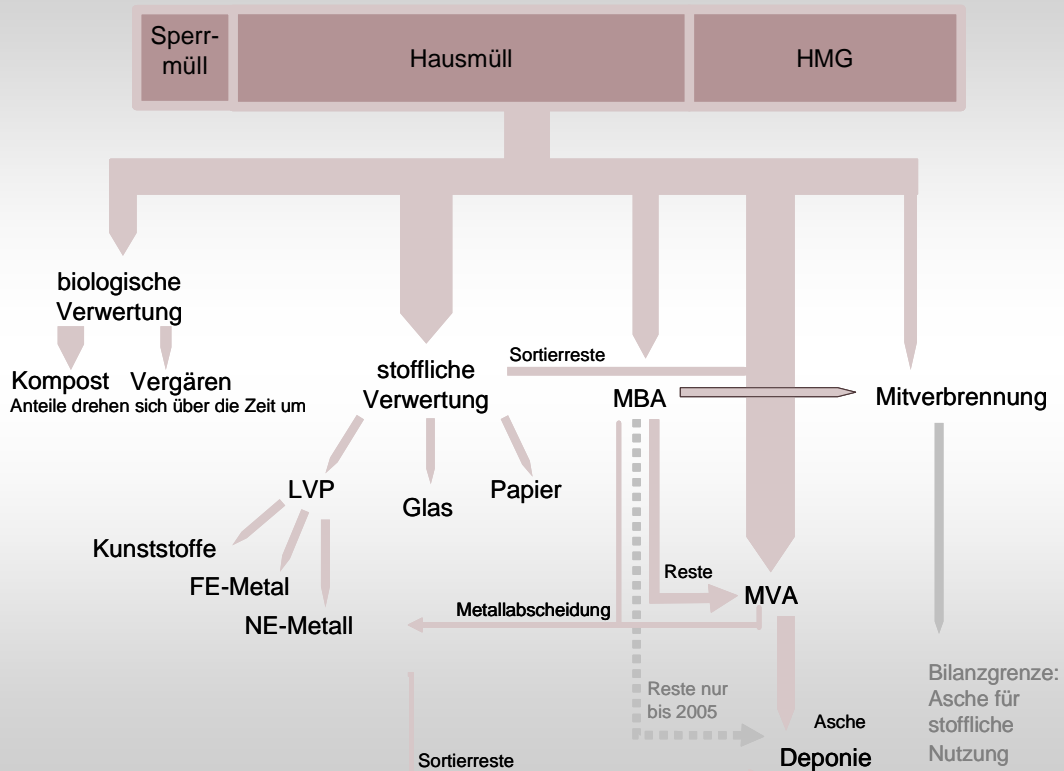 Sperr-
müll
Hausmüll
HMG
biologische
Verwertung
Kompost
Vergären
Anteile drehen sich über die Zeit um
stoffliche
Verwertung
Sortierreste
MBA
Mitverbrennung
LVP
Glas
Papier
Kunststoffe
FE-Metal
NE-Metall
Reste
MVA
Metallabscheidung
Reste nur
bis 2005
Asche
Deponie
Bilanzgrenze:
Asche für
stoffliche
Nutzung
Sortierreste